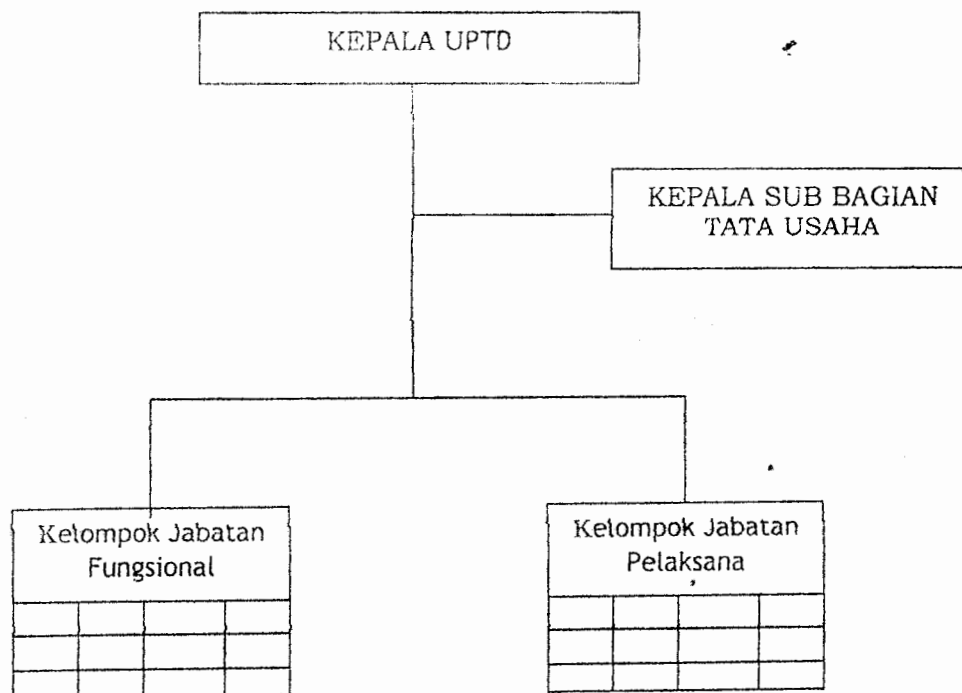 KEPALA UPTD
KEPALA SUB BAGIAN
TATA USAHA
Kelompok Jabatan
Fungsional
Kelompok Jabatan
Pelaksana